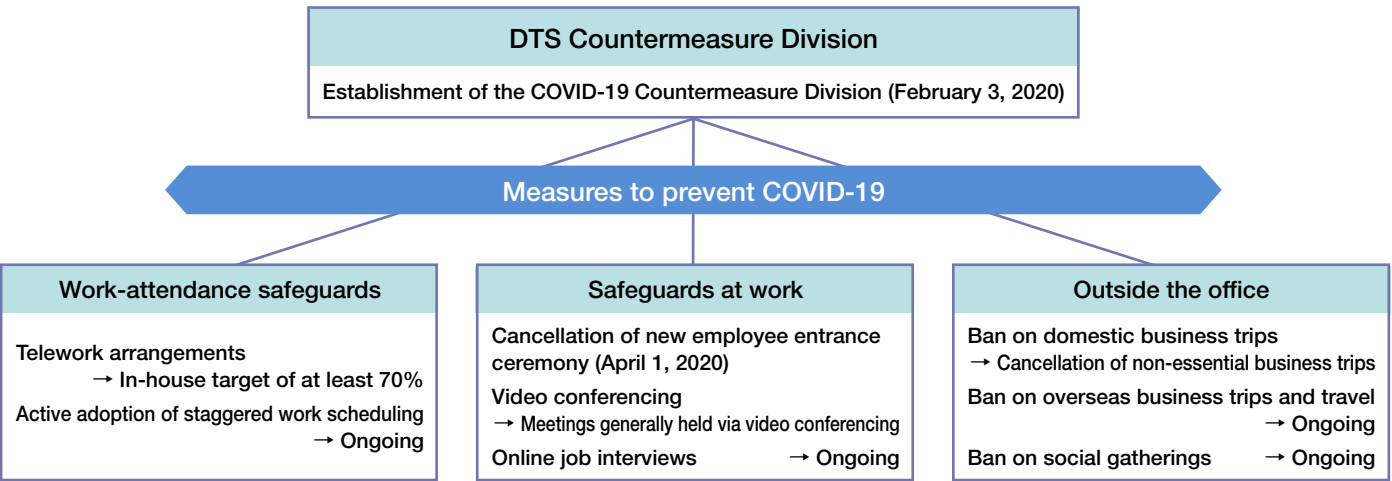 DTS Countermeasure Division
Establishment of the COVID-19 Countermeasure Division (February 3, 2020)
Measures to prevent COVID-19
Work-attendance safeguards
Telework arrangements
→ In-house target of at least 70%
Active adoption of staggered work scheduling
→ Ongoing
Safeguards at work
Cancellation of new employee entrance
ceremony (April 1, 2020)
Video conferencing
→ Meetings generally held via video conferencing
Online job interviews → Ongoing
Outside the office
Ban on domestic business trips
→ Cancellation of non-essential business trips
Ban on overseas business trips and travel
→ Ongoing
Ban on social gatherings → Ongoing